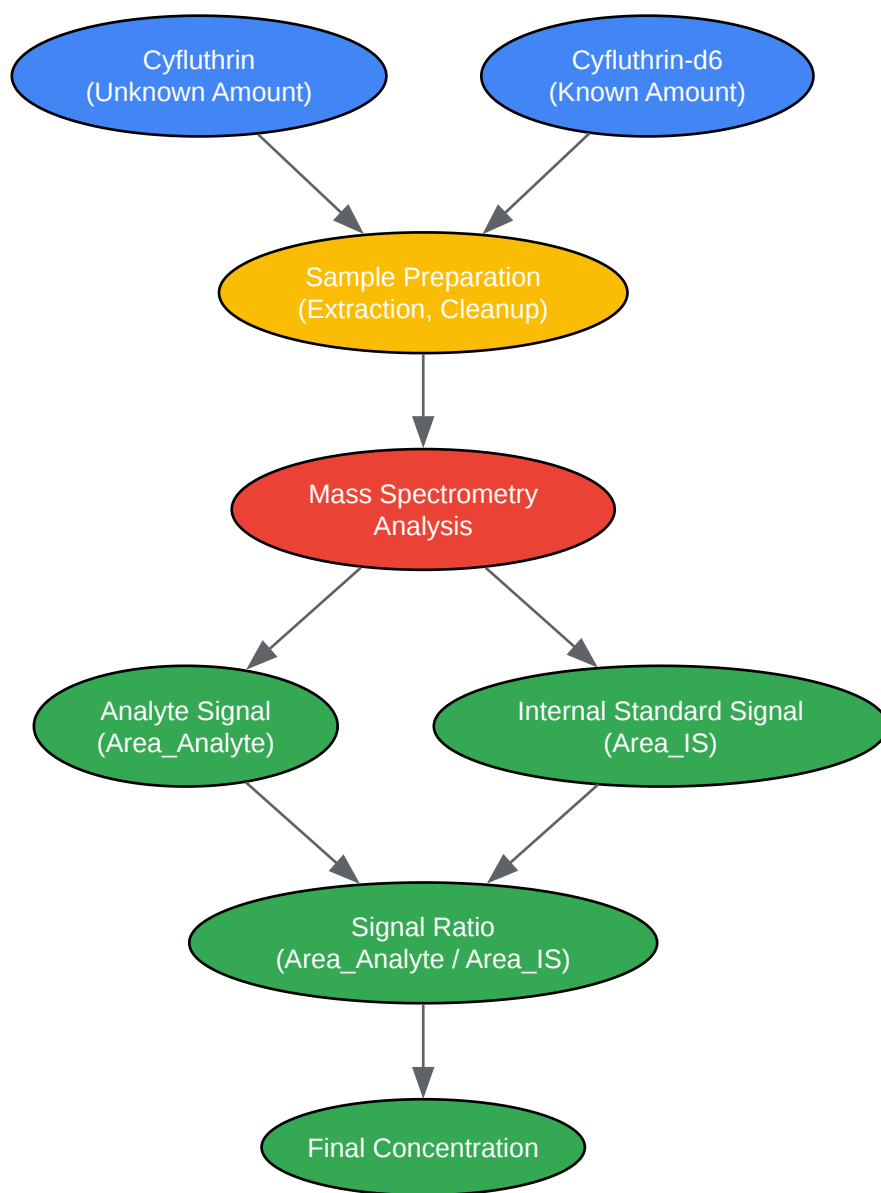 Cyfluthrin
(Unknown Amount)
Cyfluthrin-d6
(Known Amount)
Sample Preparation
(Extraction, Cleanup)
Mass Spectrometry
Analysis
Analyte Signal
(Area_Analyte)
Internal Standard Signal
(Area_IS)
Signal Ratio
(Area_Analyte / Area_IS)
Final Concentration